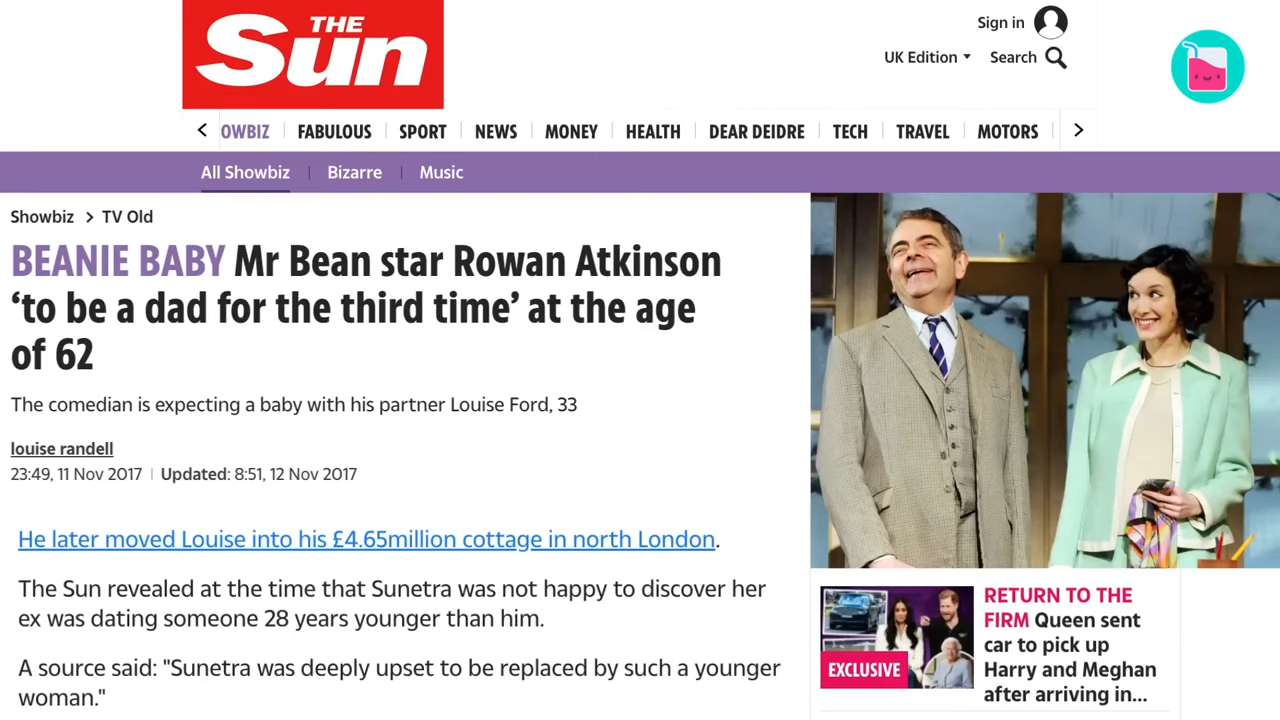 THE
Sun
Sign in
UK Edition
Search
OWBIZ
FABULOUS
SPORT
NEWS
MONEY
HEALTH
DEAR DEIDRE
TECH
TRAVEL
MOTORS
All Showbiz
Bizarre
Music
Showbiz > TV Old
BEANIE BABY Mr Bean star Rowan Atkinson
‘to be a dad for the third time’ at the age
of 62
The comedian is expecting a baby with his partner Louise Ford, 33
louise randell
23:49, 11 Nov 2017 | Updated: 8:51, 12 Nov 2017
He later moved Louise into his £4.65million cottage in north London.
The Sun revealed at the time that Sunetra was not happy to discover her
ex was dating someone 28 years younger than him.
A source said: "Sunetra was deeply upset to be replaced by such a younger
woman."
EXCLUSIVE
RETURN TO THE
FIRM Queen sent
car to pick up
Harry and Meghan
after arriving in...